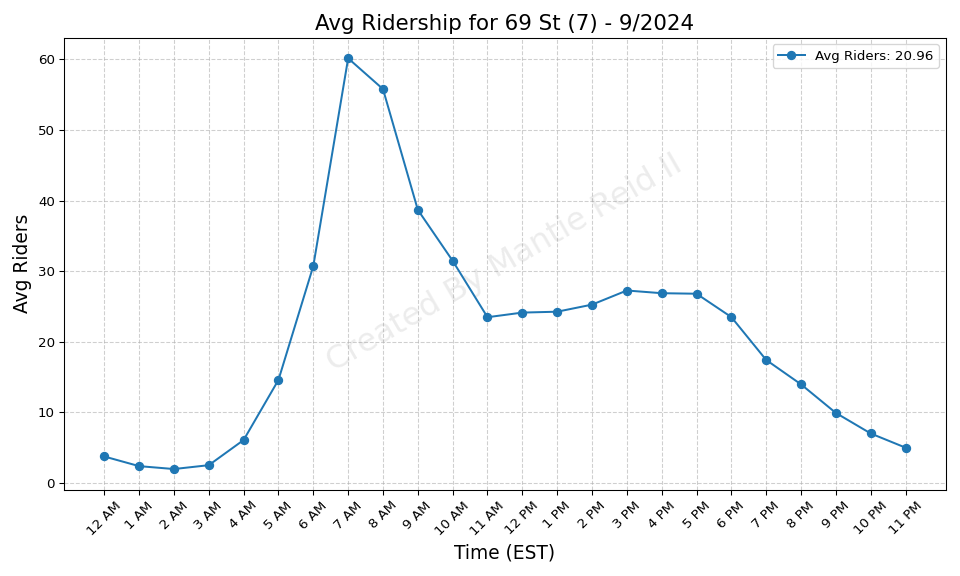 Avg Ridership for 69 St (7) - 9/2024
Avg Riders: 20.96
60
50
40
30
20
10
0
Avg Riders
Created By Mantie Reid II
12 AM
1 AM
2 AM
3 AM
4 AM
5 AM
6 AM
7 AM
8 AM
9 AM
10 AM
11 AM
12 PM
1 PM
2 PM
3 PM
4 PM
5 PM
6 PM
7 PM
8 PM
9 PM
10 PM
11 PM
Time (EST)